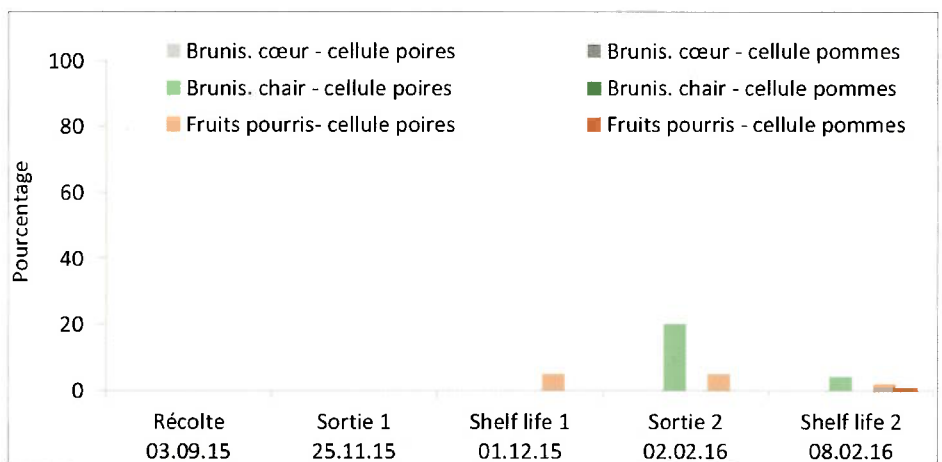 Brunis. cœur - cellule poires
Brunis. cœur - cellule pommes
Brunis. chair - cellule poires
Brunis. chair - cellule pommes
Fruits pourris- cellule poires
Fruits pourris - cellule pommes
Pourcentage
100
80
60
40
20
0
Récolte
03.09.15
Sortie 1
25.11.15
Shelf life 1
01.12.15
Sortie 2
02.02.16
Shelf life 2
08.02.16